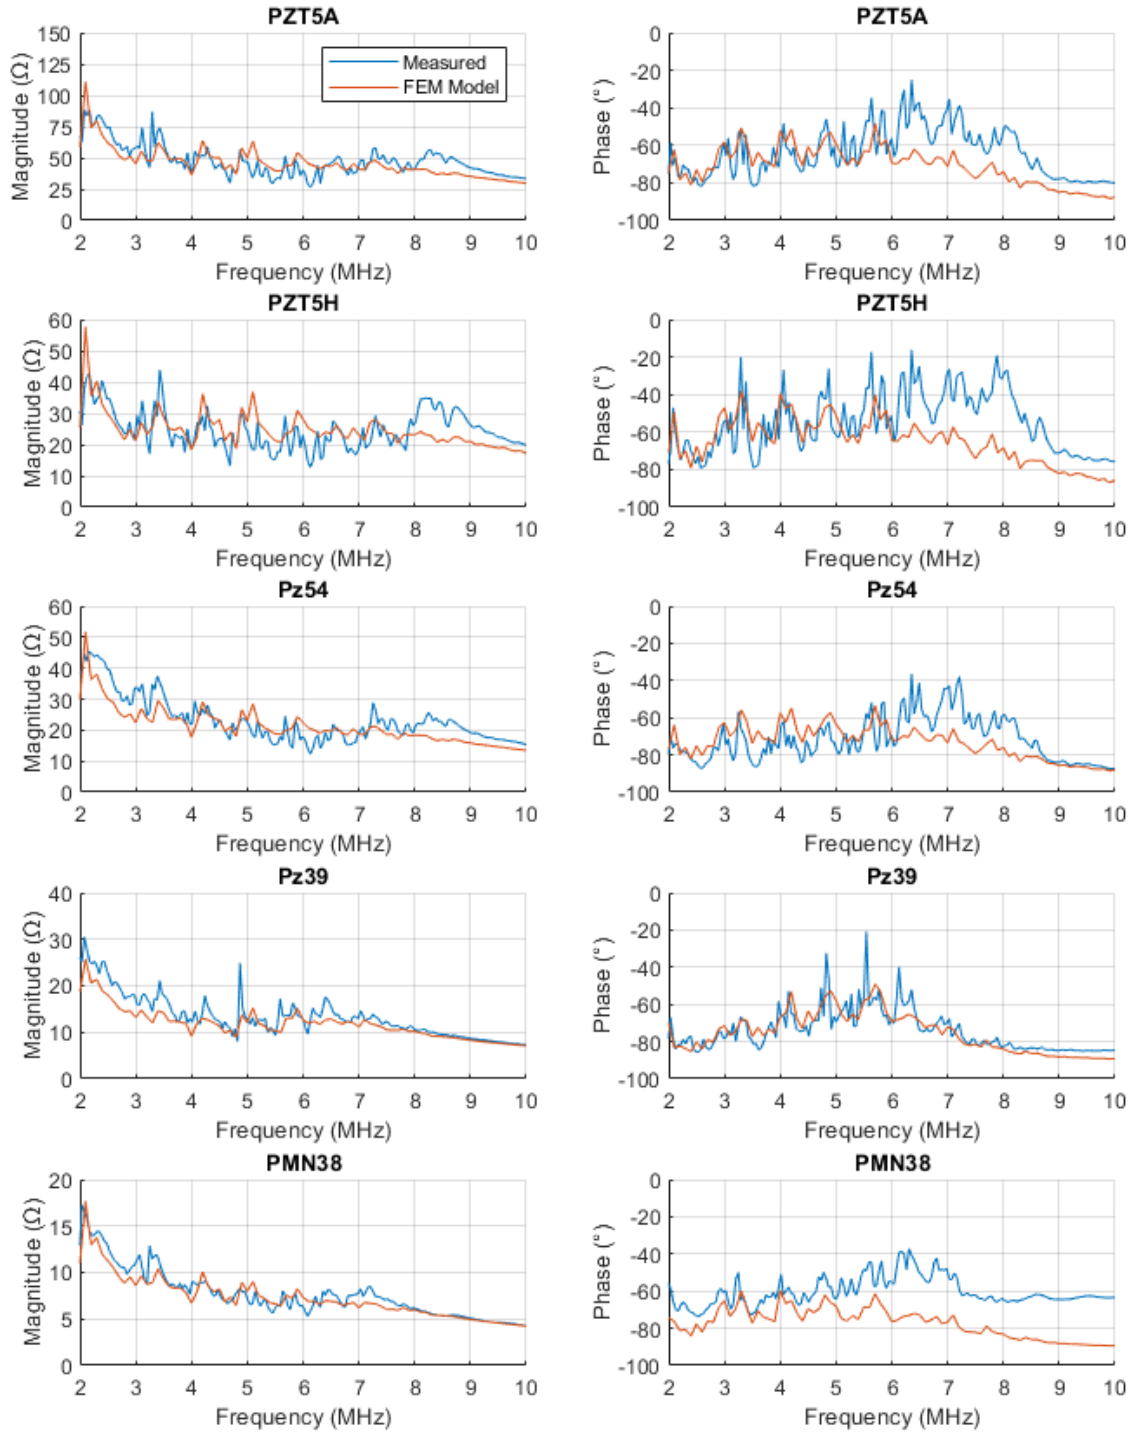 PZT5A
Magnitude (Ω)
150
125
100
75
50
25
0
Measured
FEM Model
2 3 4 5 6 7 8 9 10
Frequency (MHz)
PZT5A
Phase (°)
0
-20
-40
-60
-80
-100
2 3 4 5 6 7 8 9 10
Frequency (MHz)
PZT5H
Magnitude (Ω)
60
50
40
30
20
10
0
2 3 4 5 6 7 8 9 10
Frequency (MHz)
PZT5H
Phase (°)
0
-20
-40
-60
-80
-100
2 3 4 5 6 7 8 9 10
Frequency (MHz)
Pz54
Magnitude (Ω)
60
50
40
30
20
10
0
2 3 4 5 6 7 8 9 10
Frequency (MHz)
Pz54
Phase (°)
0
-20
-40
-60
-80
-100
2 3 4 5 6 7 8 9 10
Frequency (MHz)
Pz39
Magnitude (Ω)
40
30
20
10
0
2 3 4 5 6 7 8 9 10
Frequency (MHz)
Pz39
Phase (°)
0
-20
-40
-60
-80
-100
2 3 4 5 6 7 8 9 10
Frequency (MHz)
PMN38
Magnitude (Ω)
20
15
10
5
0
2 3 4 5 6 7 8 9 10
Frequency (MHz)
PMN38
Phase (°)
0
-20
-40
-60
-80
-100
2 3 4 5 6 7 8 9 10
Frequency (MHz)